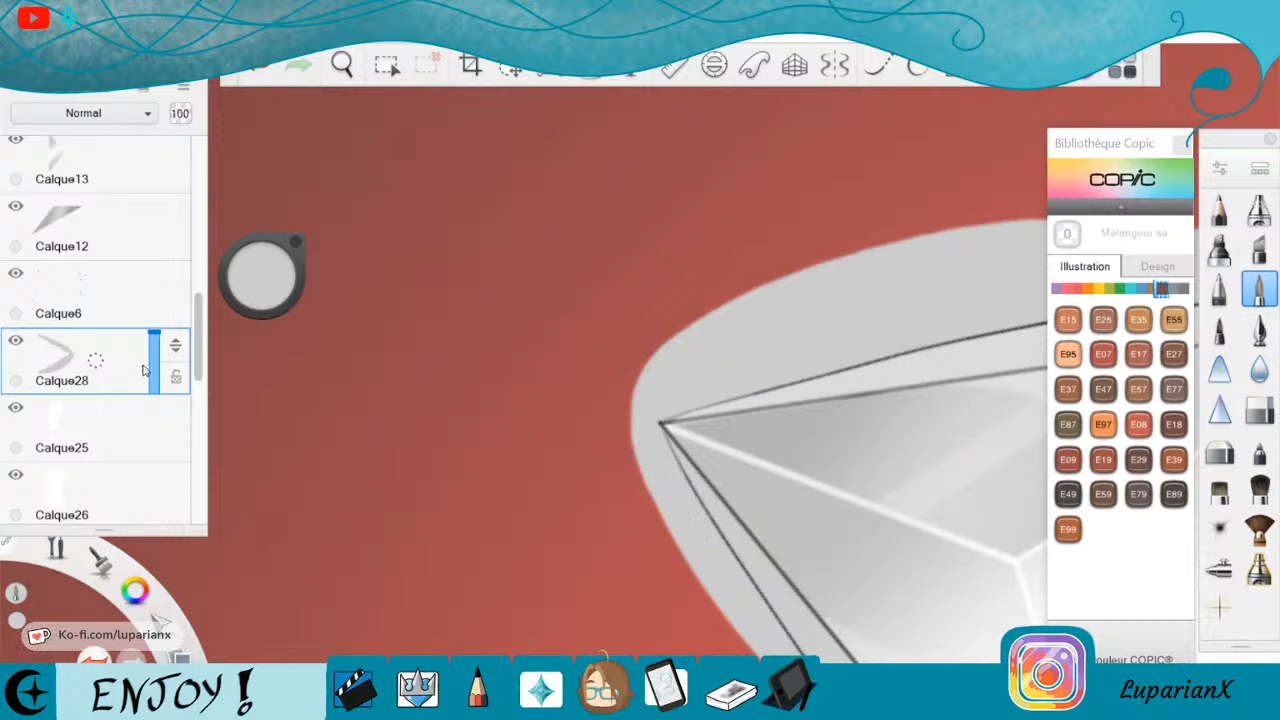 Normal
100
Calque13
Calque12
Calque6
Calque28
Calque25
Calque26
Bibliothèque Copic
COPIC
0
Mélangeur sa
Illustration
Design
E15 E25 E35 E55
E95 E07 E17 E27
E37 E47 E57 E77
E87 E97 E08 E18
E09 E19 E29 E39
E49 E59 E79 E89
E99
ouleur COPIC®
Ko-fi.com/luparianx
ENJOY !
LuparianX